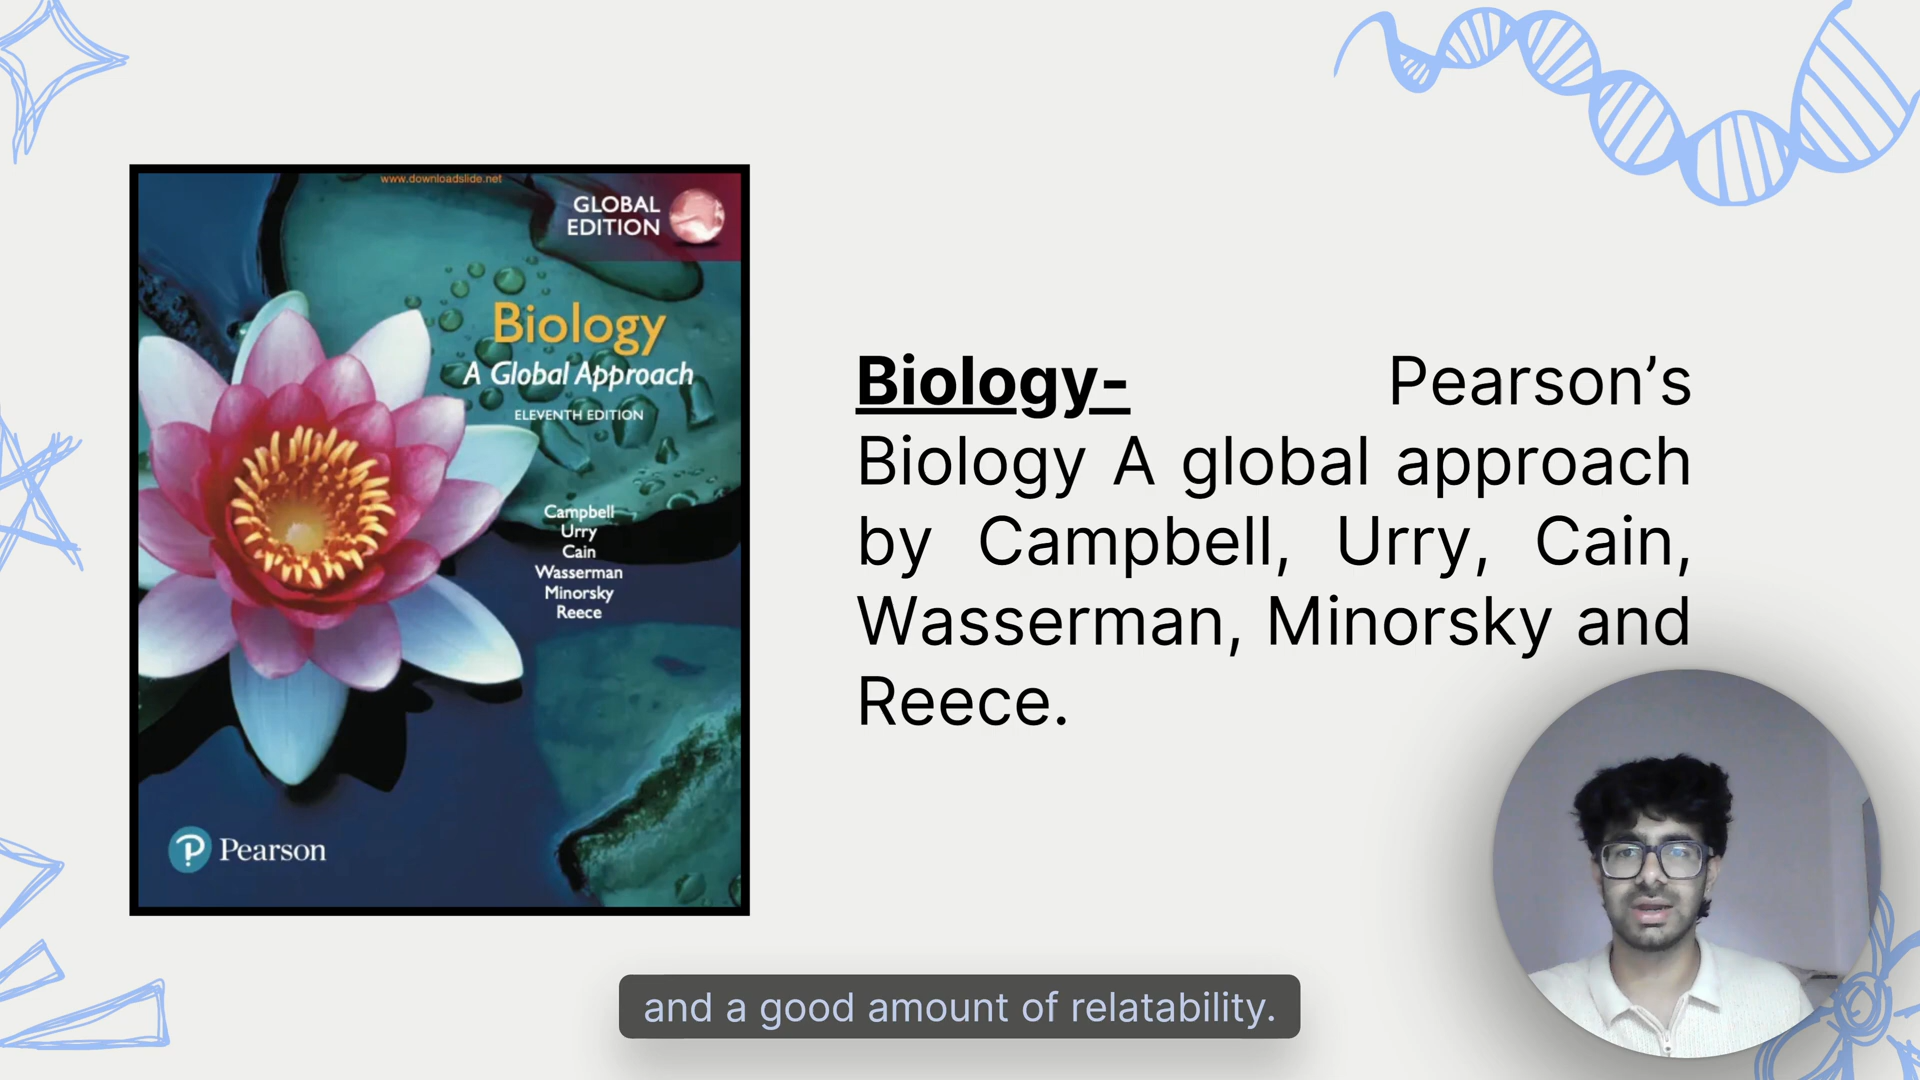 www.downloadslide.net
GLOBAL
EDITION
Biology
A Global Approach
ELEVENTH EDITION
Campbell
Urry
Cain
Wasserman
Minorsky
Reece
Pearson
Biology- Pearson’s
Biology A global approach
by Campbell, Urry, Cain,
Wasserman, Minorsky and
Reece.
and a good amount of relatability.